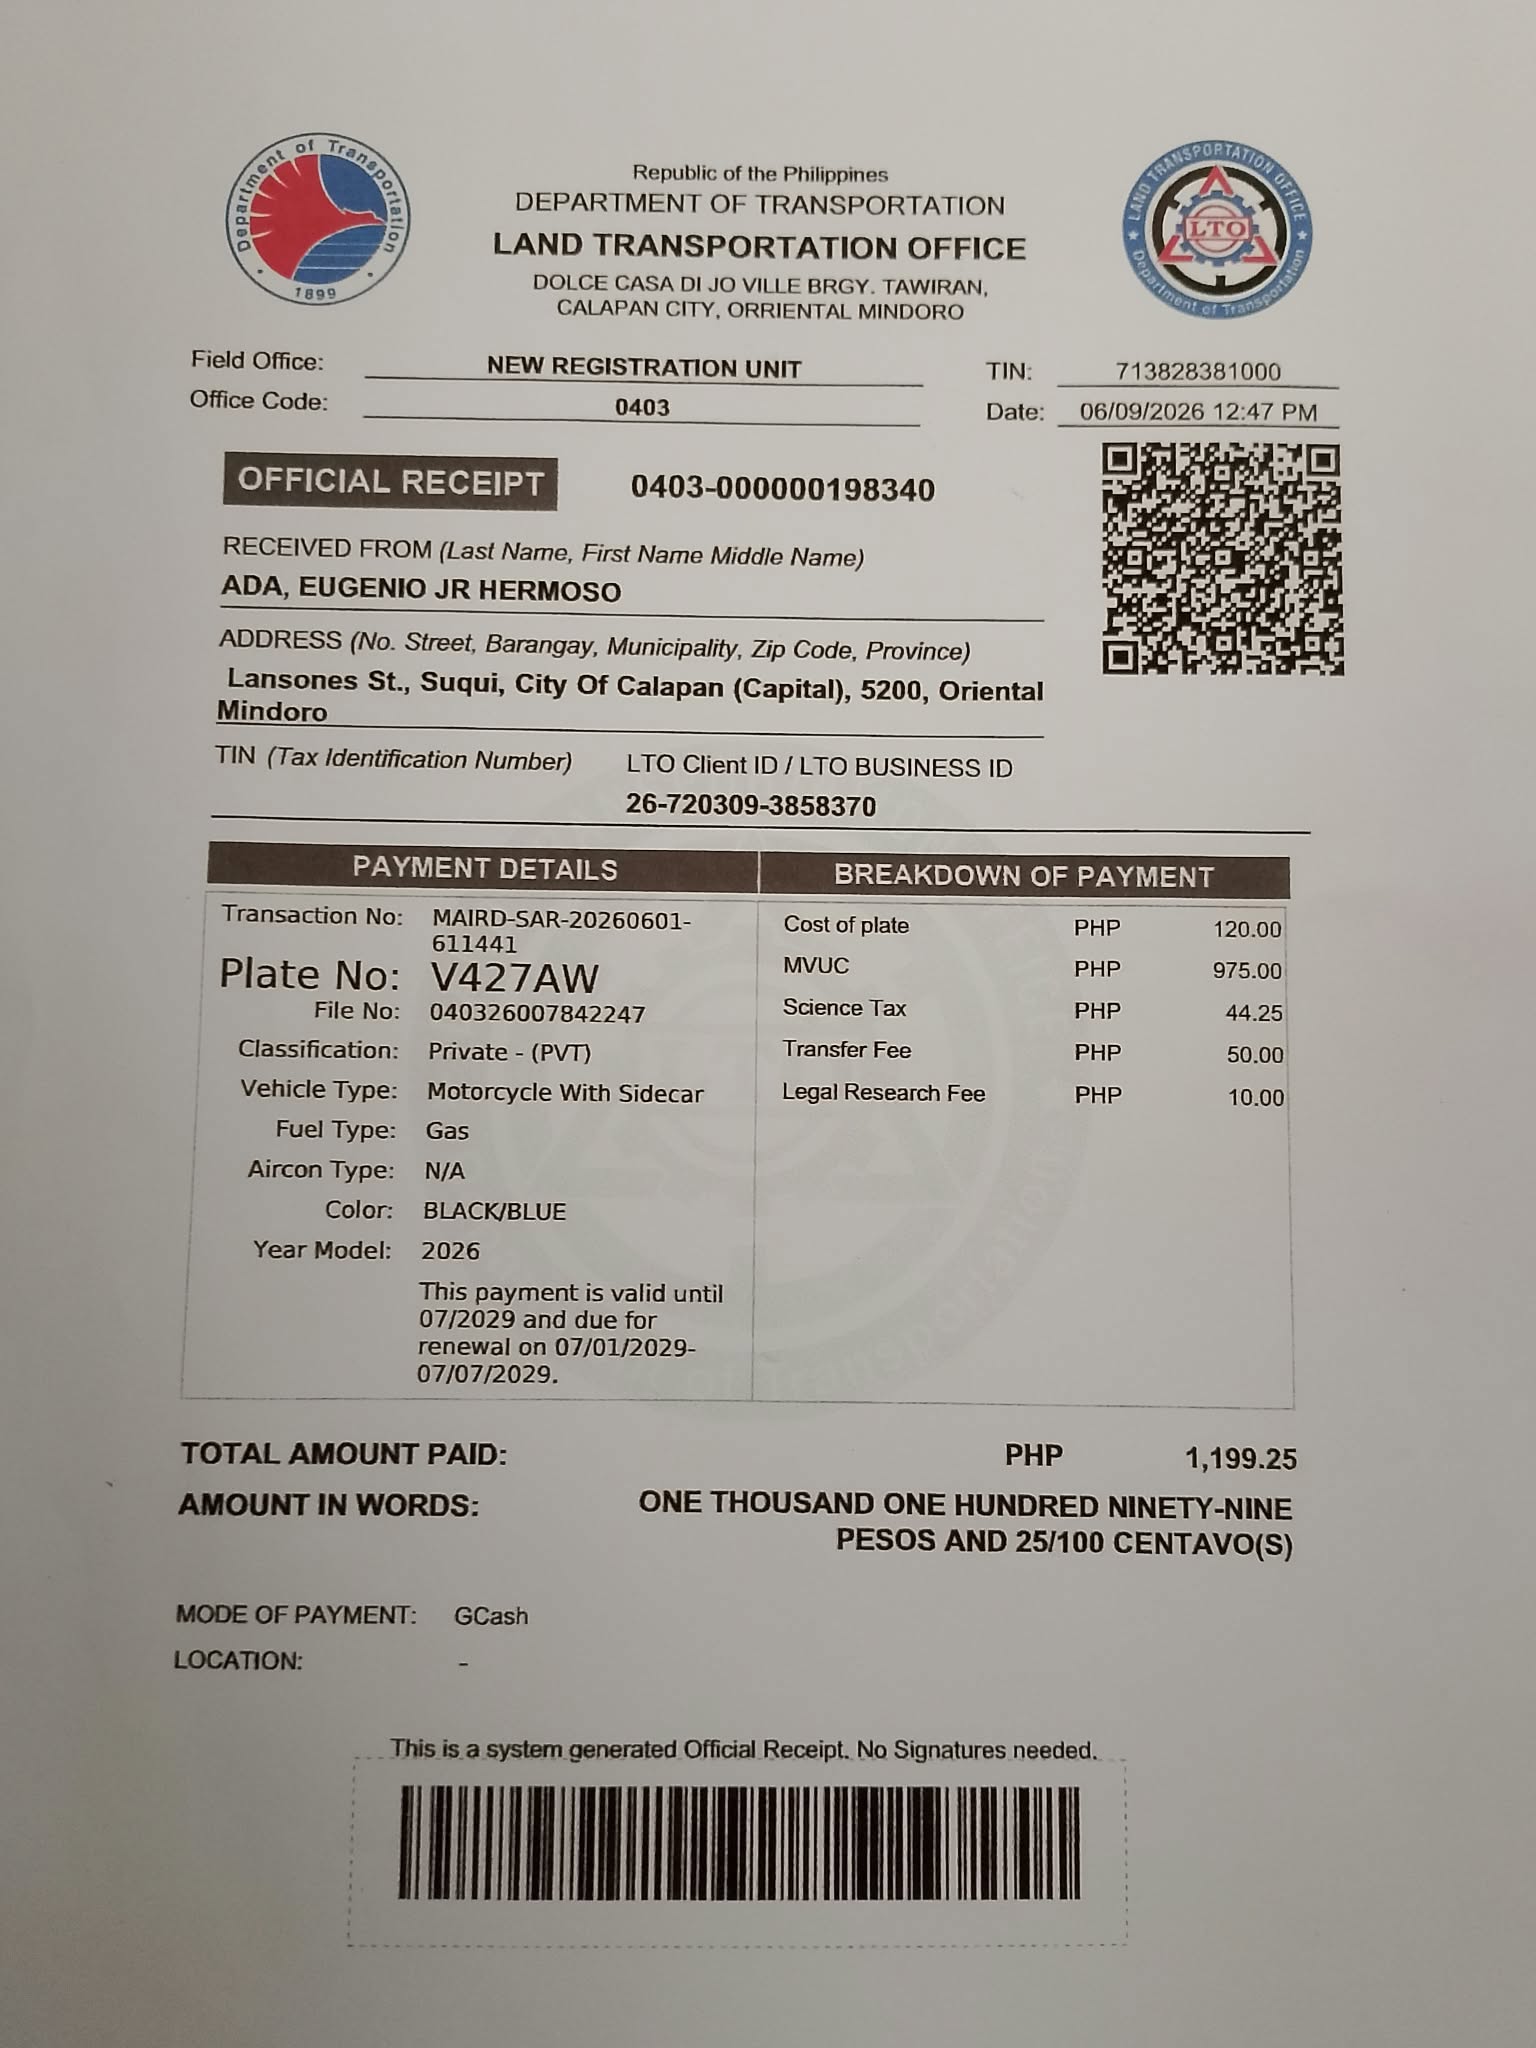 Department of Transportation
1899
LAND TRANSPORTATION OFFICE
LTO
Department of Transportation
Republic of the Philippines
DEPARTMENT OF TRANSPORTATION
LAND TRANSPORTATION OFFICE
DOLCE CASA DI JO VILLE BRGY. TAWIRAN,
CALAPAN CITY, ORRIENTAL MINDORO
Field Office: NEW REGISTRATION UNIT TIN: 713828381000
Office Code: 0403 Date: 06/09/2026 12:47 PM
OFFICIAL RECEIPT 0403-000000198340
RECEIVED FROM (Last Name, First Name Middle Name)
ADA, EUGENIO JR HERMOSO
ADDRESS (No. Street, Barangay, Municipality, Zip Code, Province)
Lansones St., Suqui, City Of Calapan (Capital), 5200, Oriental
Mindoro
TIN (Tax Identification Number) LTO Client ID / LTO BUSINESS ID
26-720309-3858370
PAYMENT DETAILS BREAKDOWN OF PAYMENT
Transaction No: MAIRD-SAR-20260601-
611441
Plate No: V427AW
File No: 040326007842247
Classification: Private - (PVT)
Vehicle Type: Motorcycle With Sidecar
Fuel Type: Gas
Aircon Type: N/A
Color: BLACK/BLUE
Year Model: 2026
This payment is valid until
07/2029 and due for
renewal on 07/01/2029-
07/07/2029.
Cost of plate PHP 120.00
MVUC PHP 975.00
Science Tax PHP 44.25
Transfer Fee PHP 50.00
Legal Research Fee PHP 10.00
TOTAL AMOUNT PAID: PHP 1,199.25
AMOUNT IN WORDS: ONE THOUSAND ONE HUNDRED NINETY-NINE
PESOS AND 25/100 CENTAVO(S)
MODE OF PAYMENT: GCash
LOCATION: -
This is a system generated Official Receipt. No Signatures needed.